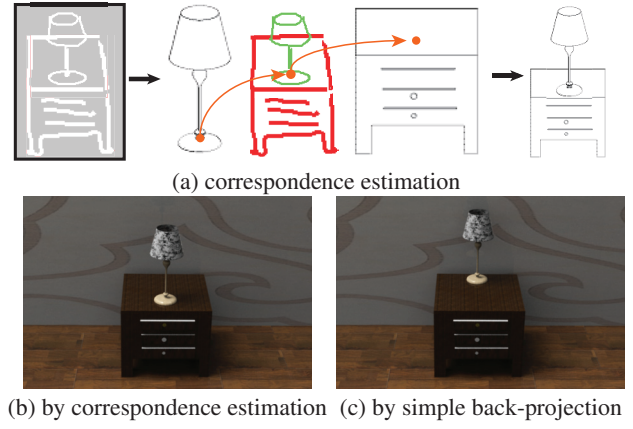 (a) correspondence estimation
(b) by correspondence estimation (c) by simple back-projection